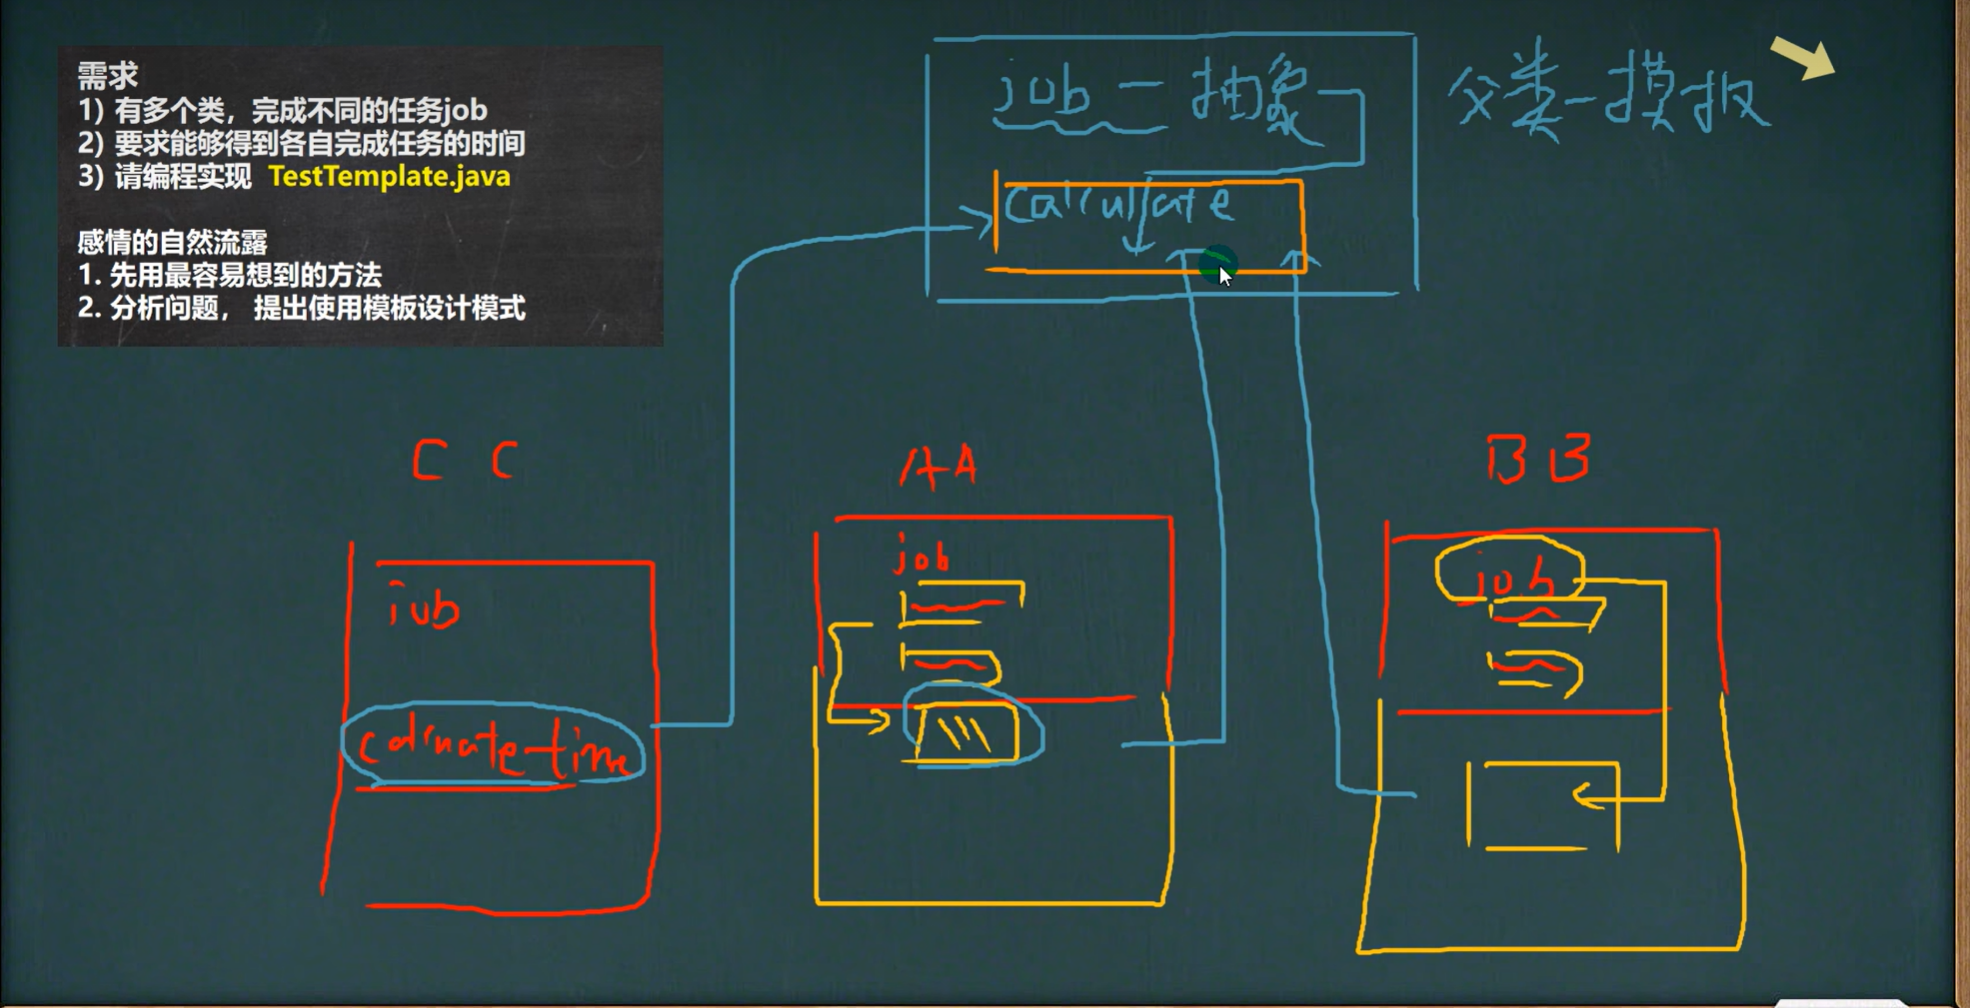 需求
1) 有多个类，完成不同的任务job
2) 要求能够得到各自完成任务的时间
3) 请编程实现 TestTemplate.java
感情的自然流露
1. 先用最容易想到的方法
2. 分析问题， 提出使用模板设计模式
job - 抽象
calculate
父类-摸板
CC
job
calculate-time
AA
job
BB
job